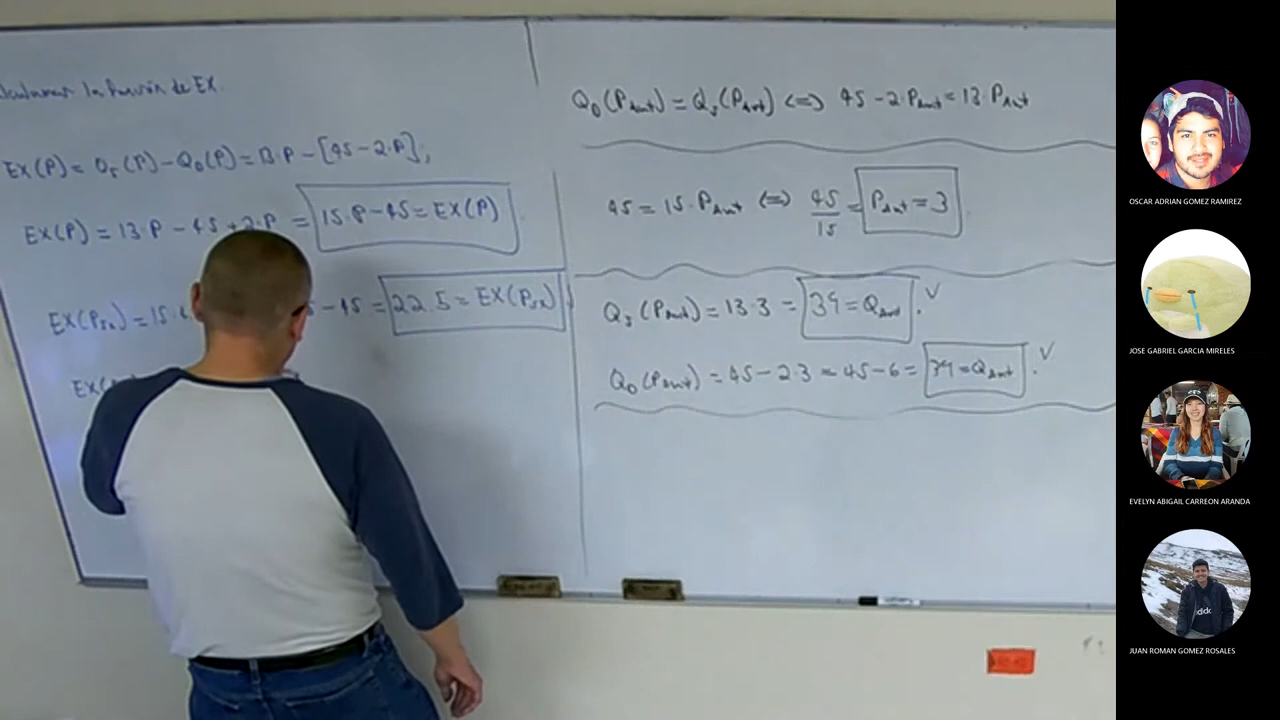 la función de EX.
EX(P) = Q_s(P) - Q_D(P) = 13·P - [45 - 2·P];
EX(P) = 13·P - 45 + 2·P = 15·P - 45 = EX(P)
= 15· - 45 = 22.5 = EX(P
EX(
Q_D(P_Aut) = Q_s(P_Aut) <=> 45 - 2·P_Aut = 13·P_Aut
45 = 15·P_Aut <=> 45/15 = P_Aut = 3
Q_s(P_Aut) = 13·3 = 39 = Q_Aut. ✓
Q_D(P_Aut) = 45 - 2·3 = 45 - 6 = 39 = Q_Aut. ✓
OSCAR ADRIAN GOMEZ RAMIREZ
JOSE GABRIEL GARCIA MIRELES
EVELYN ABIGAIL CARREON ARANDA
JUAN ROMAN GOMEZ ROSALES